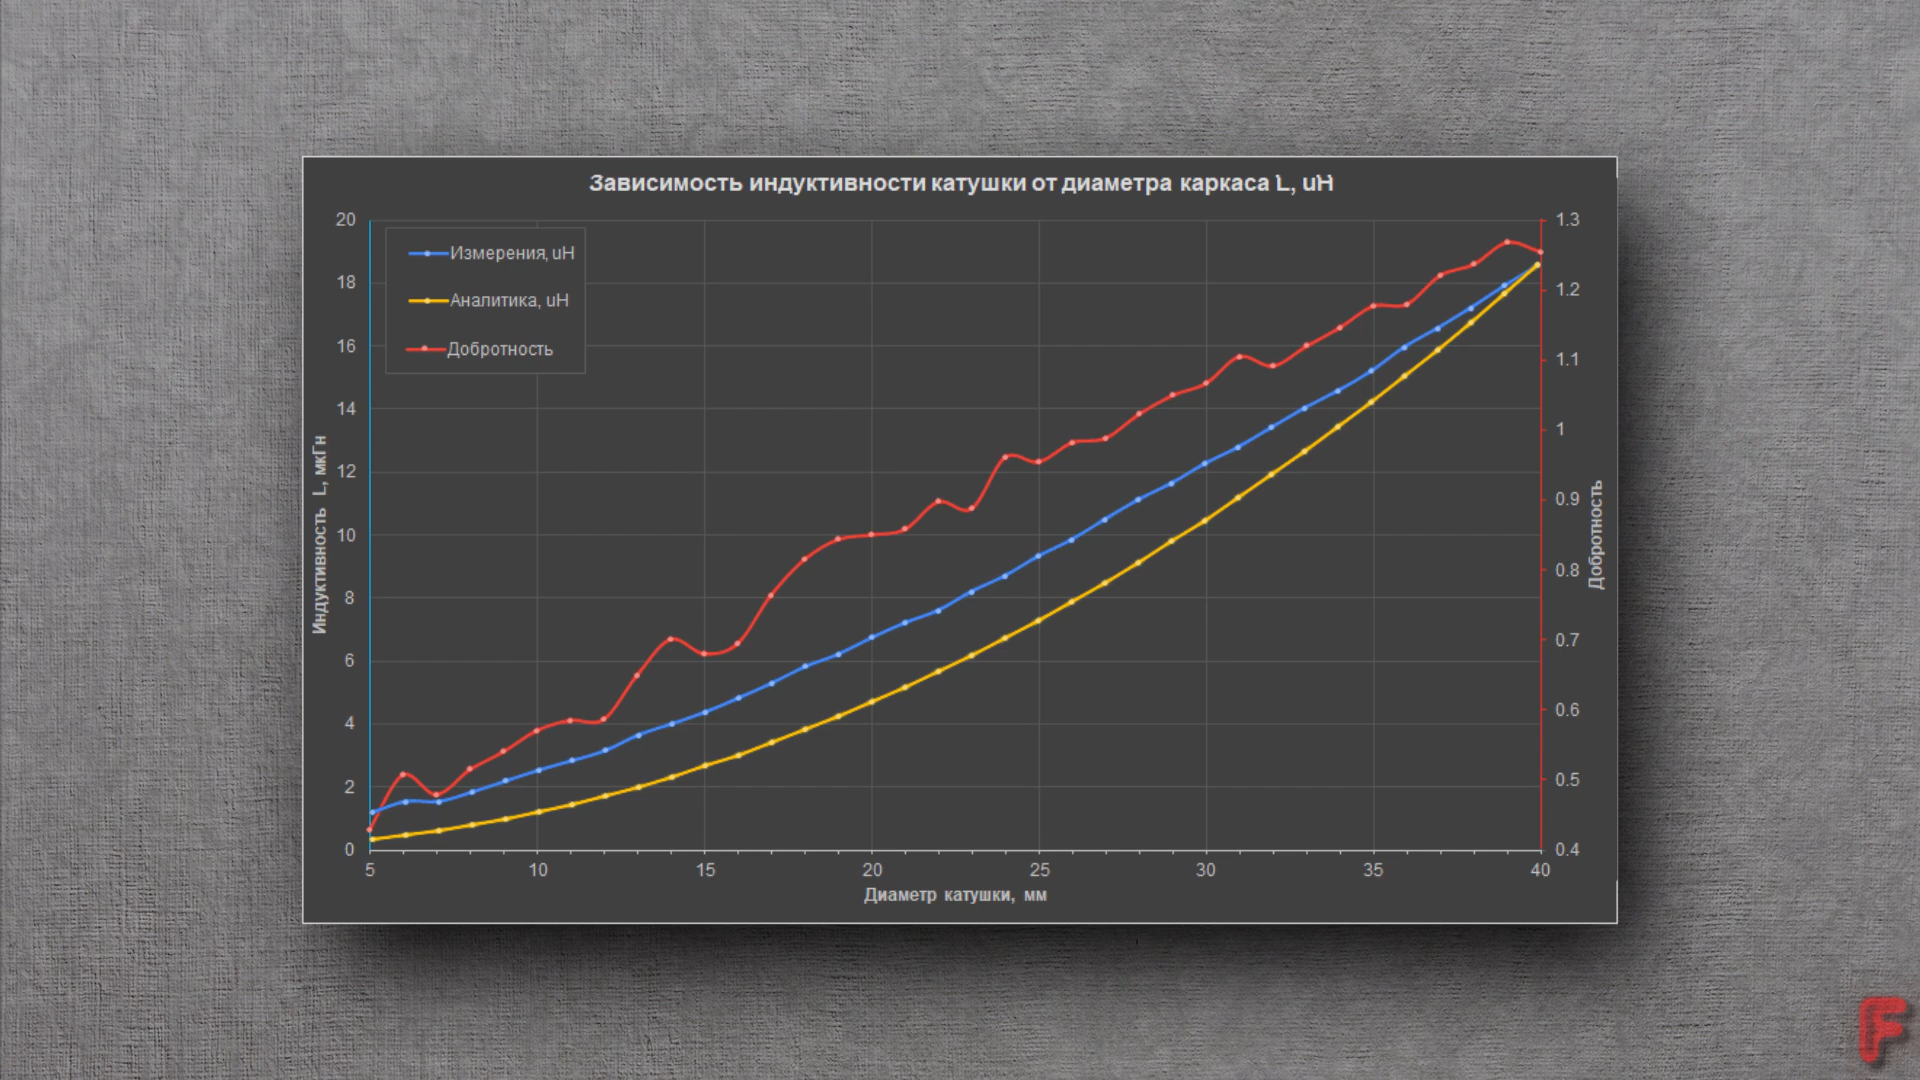 Зависимость индуктивности катушки от диаметра каркаса L, uH
20
18
16
14
12
10
8
6
4
2
0
Индуктивность L, мкГн
Измерения, uH
Аналитика, uH
Добротность
1.3
1.2
1.1
1
0.9
0.8
0.7
0.6
0.5
0.4
Добротность
5 10 15 20 25 30 35 40
Диаметр катушки, мм
F